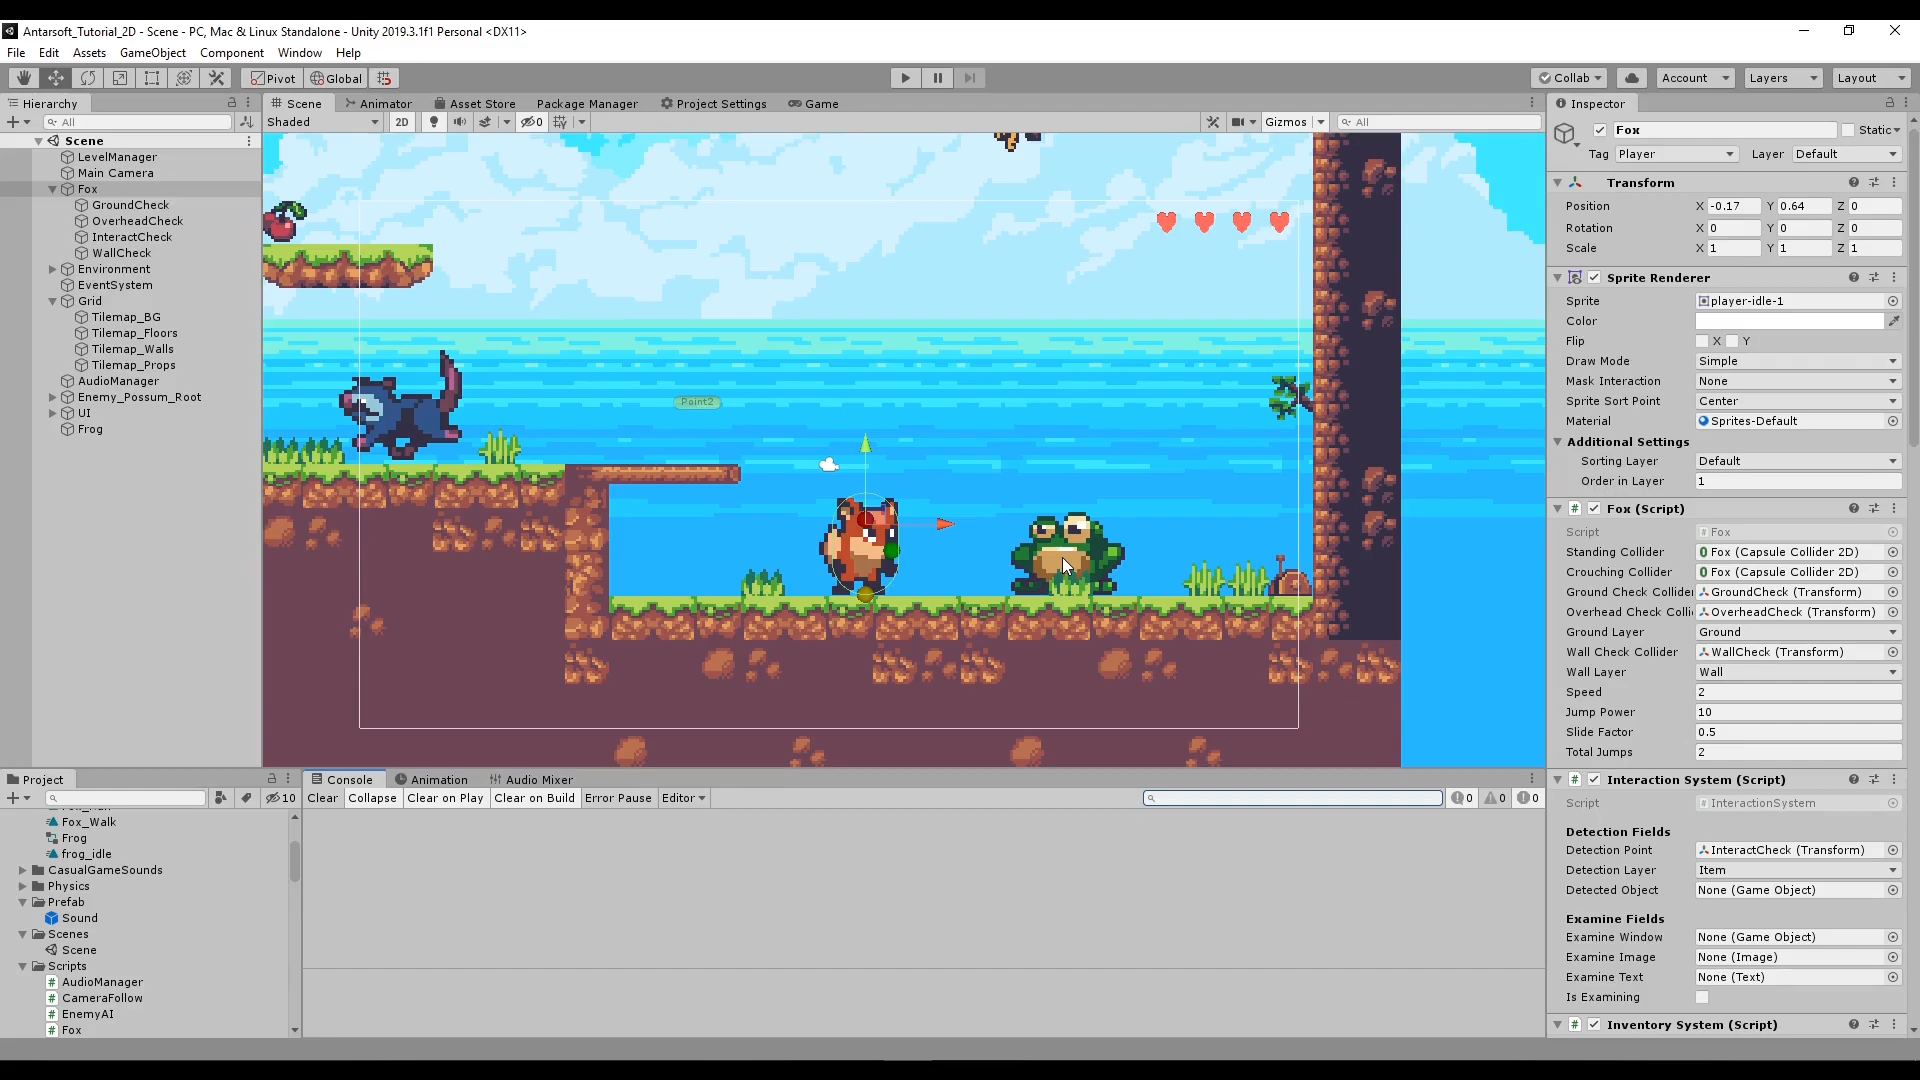 Antarsoft_Tutorial_2D - Scene - PC, Mac & Linux Standalone - Unity 2019.3.1f1 Personal <DX11>
File Edit Assets GameObject Component Window Help
Pivot Global Collab Account Layers Layout
Hierarchy
All
Scene
LevelManager
Main Camera
Fox
GroundCheck
OverheadCheck
InteractCheck
WallCheck
Environment
EventSystem
Grid
Tilemap_BG
Tilemap_Floors
Tilemap_Walls
Tilemap_Props
AudioManager
Enemy_Possum_Root
UI
Frog
Scene Animator Asset Store Package Manager Project Settings Game
Shaded 2D 0 Gizmos All
Point2
Inspector
Fox Static
Tag Player Layer Default
Transform
Position X -0.17 Y 0.64 Z 0
Rotation X 0 Y 0 Z 0
Scale X 1 Y 1 Z 1
Sprite Renderer
Sprite player-idle-1
Color
Flip X Y
Draw Mode Simple
Mask Interaction None
Sprite Sort Point Center
Material Sprites-Default
Additional Settings
Sorting Layer Default
Order in Layer 1
Fox (Script)
Script Fox
Standing Collider Fox (Capsule Collider 2D)
Crouching Collider Fox (Capsule Collider 2D)
Ground Check Collider GroundCheck (Transform)
Overhead Check Colli OverheadCheck (Transform)
Ground Layer Ground
Wall Check Collider WallCheck (Transform)
Wall Layer Wall
Speed 2
Jump Power 10
Slide Factor 0.5
Total Jumps 2
Interaction System (Script)
Script InteractionSystem
Detection Fields
Detection Point InteractCheck (Transform)
Detection Layer Item
Detected Object None (Game Object)
Examine Fields
Examine Window None (Game Object)
Examine Image None (Image)
Examine Text None (Text)
Is Examining
Inventory System (Script)
Project
10
Fox_Walk
Frog
frog_idle
CasualGameSounds
Physics
Prefab
Sound
Scenes
Scene
Scripts
AudioManager
CameraFollow
EnemyAI
Fox
Console Animation Audio Mixer
Clear Collapse Clear on Play Clear on Build Error Pause Editor 0 0 0